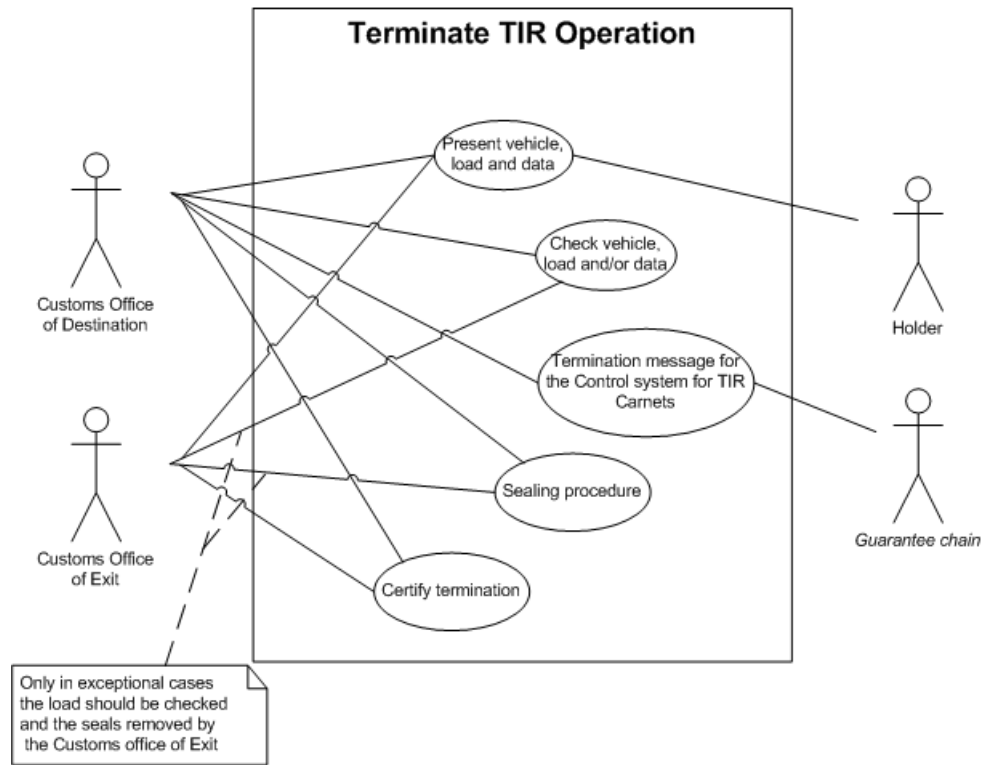 Terminate TIR Operation
Present vehicle,
load and data
Check vehicle,
load and/or data
Customs Office
of Destination
Holder
Termination message for
the Control system for TIR
Carnets
Sealing procedure
Customs Office
of Exit
Guarantee chain
Certify termination
Only in exceptional cases
the load should be checked
and the seals removed by
the Customs office of Exit